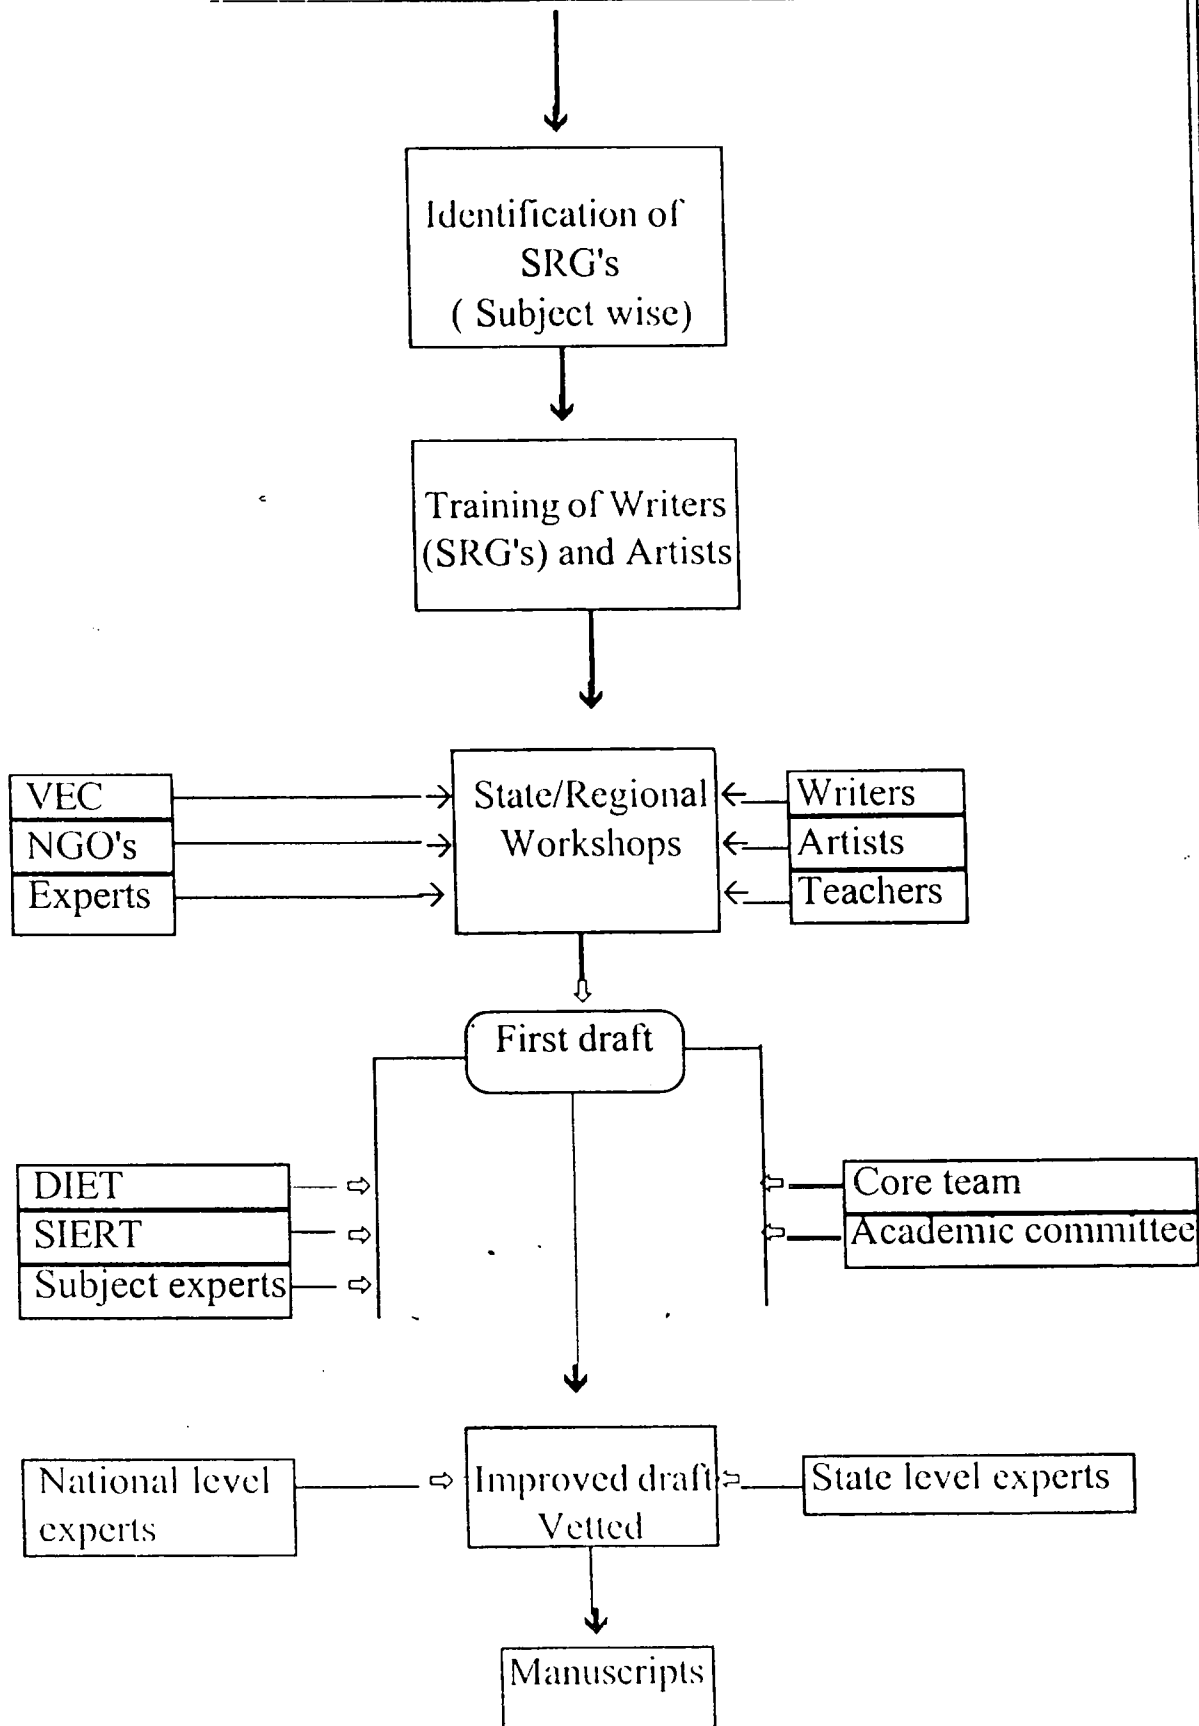 Identification of
SRG's
( Subject wise)
Training of Writers
(SRG's) and Artists
VEC
NGO's
Experts
State/Regional
Workshops
Writers
Artists
Teachers
First draft
DIET
SIERT
Subject experts
Core team
Academic committee
National level
experts
Improved draft
Vetted
State level experts
Manuscripts